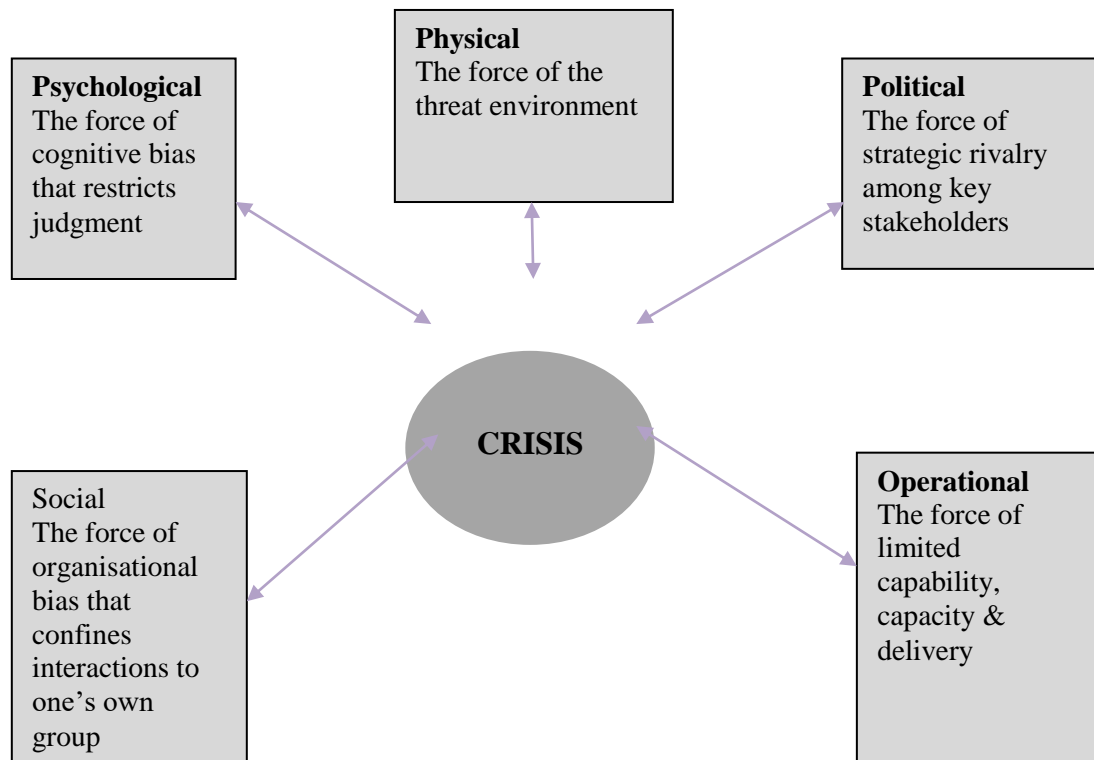 Psychological
The force of
cognitive bias
that restricts
judgment
Physical
The force of the
threat environment
Political
The force of
strategic rivalry
among key
stakeholders
CRISIS
Social
The force of
organisational
bias that
confines
interactions to
one’s own
group
Operational
The force of
limited
capability,
capacity &
delivery